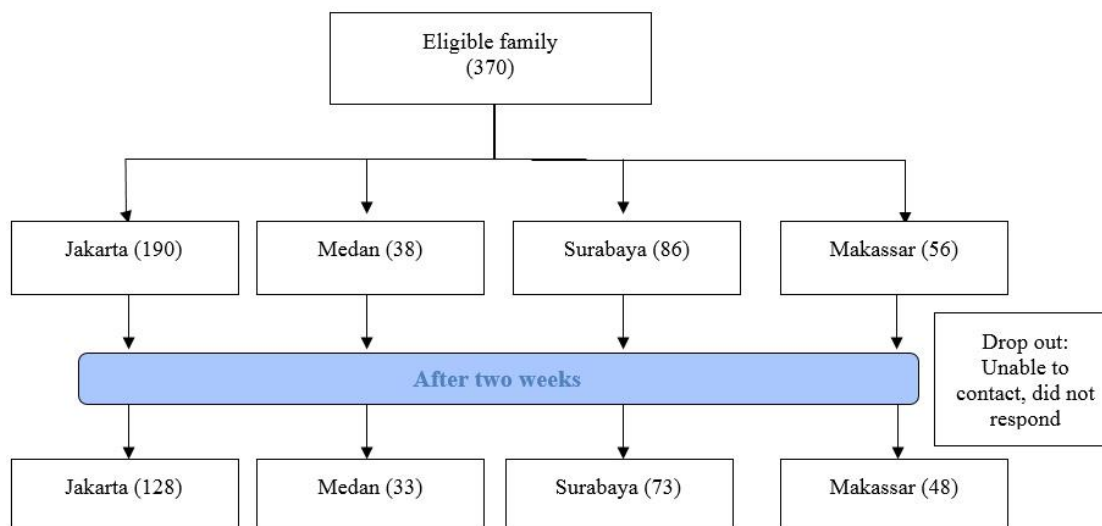 Eligible family
(370)
Jakarta (190)
Medan (38)
Surabaya (86)
Makassar (56)
Drop out:
Unable to
contact, did not
respond
After two weeks
Jakarta (128)
Medan (33)
Surabaya (73)
Makassar (48)